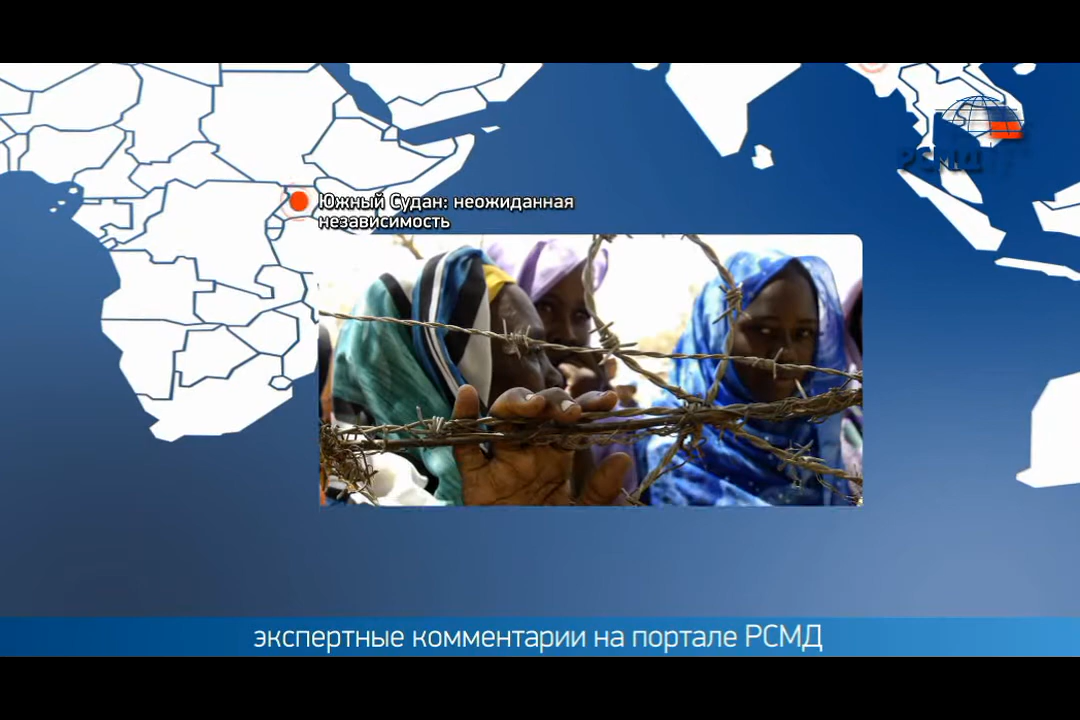 РСМД
Южный Судан: неожиданная
независимость
экспертные комментарии на портале РСМД